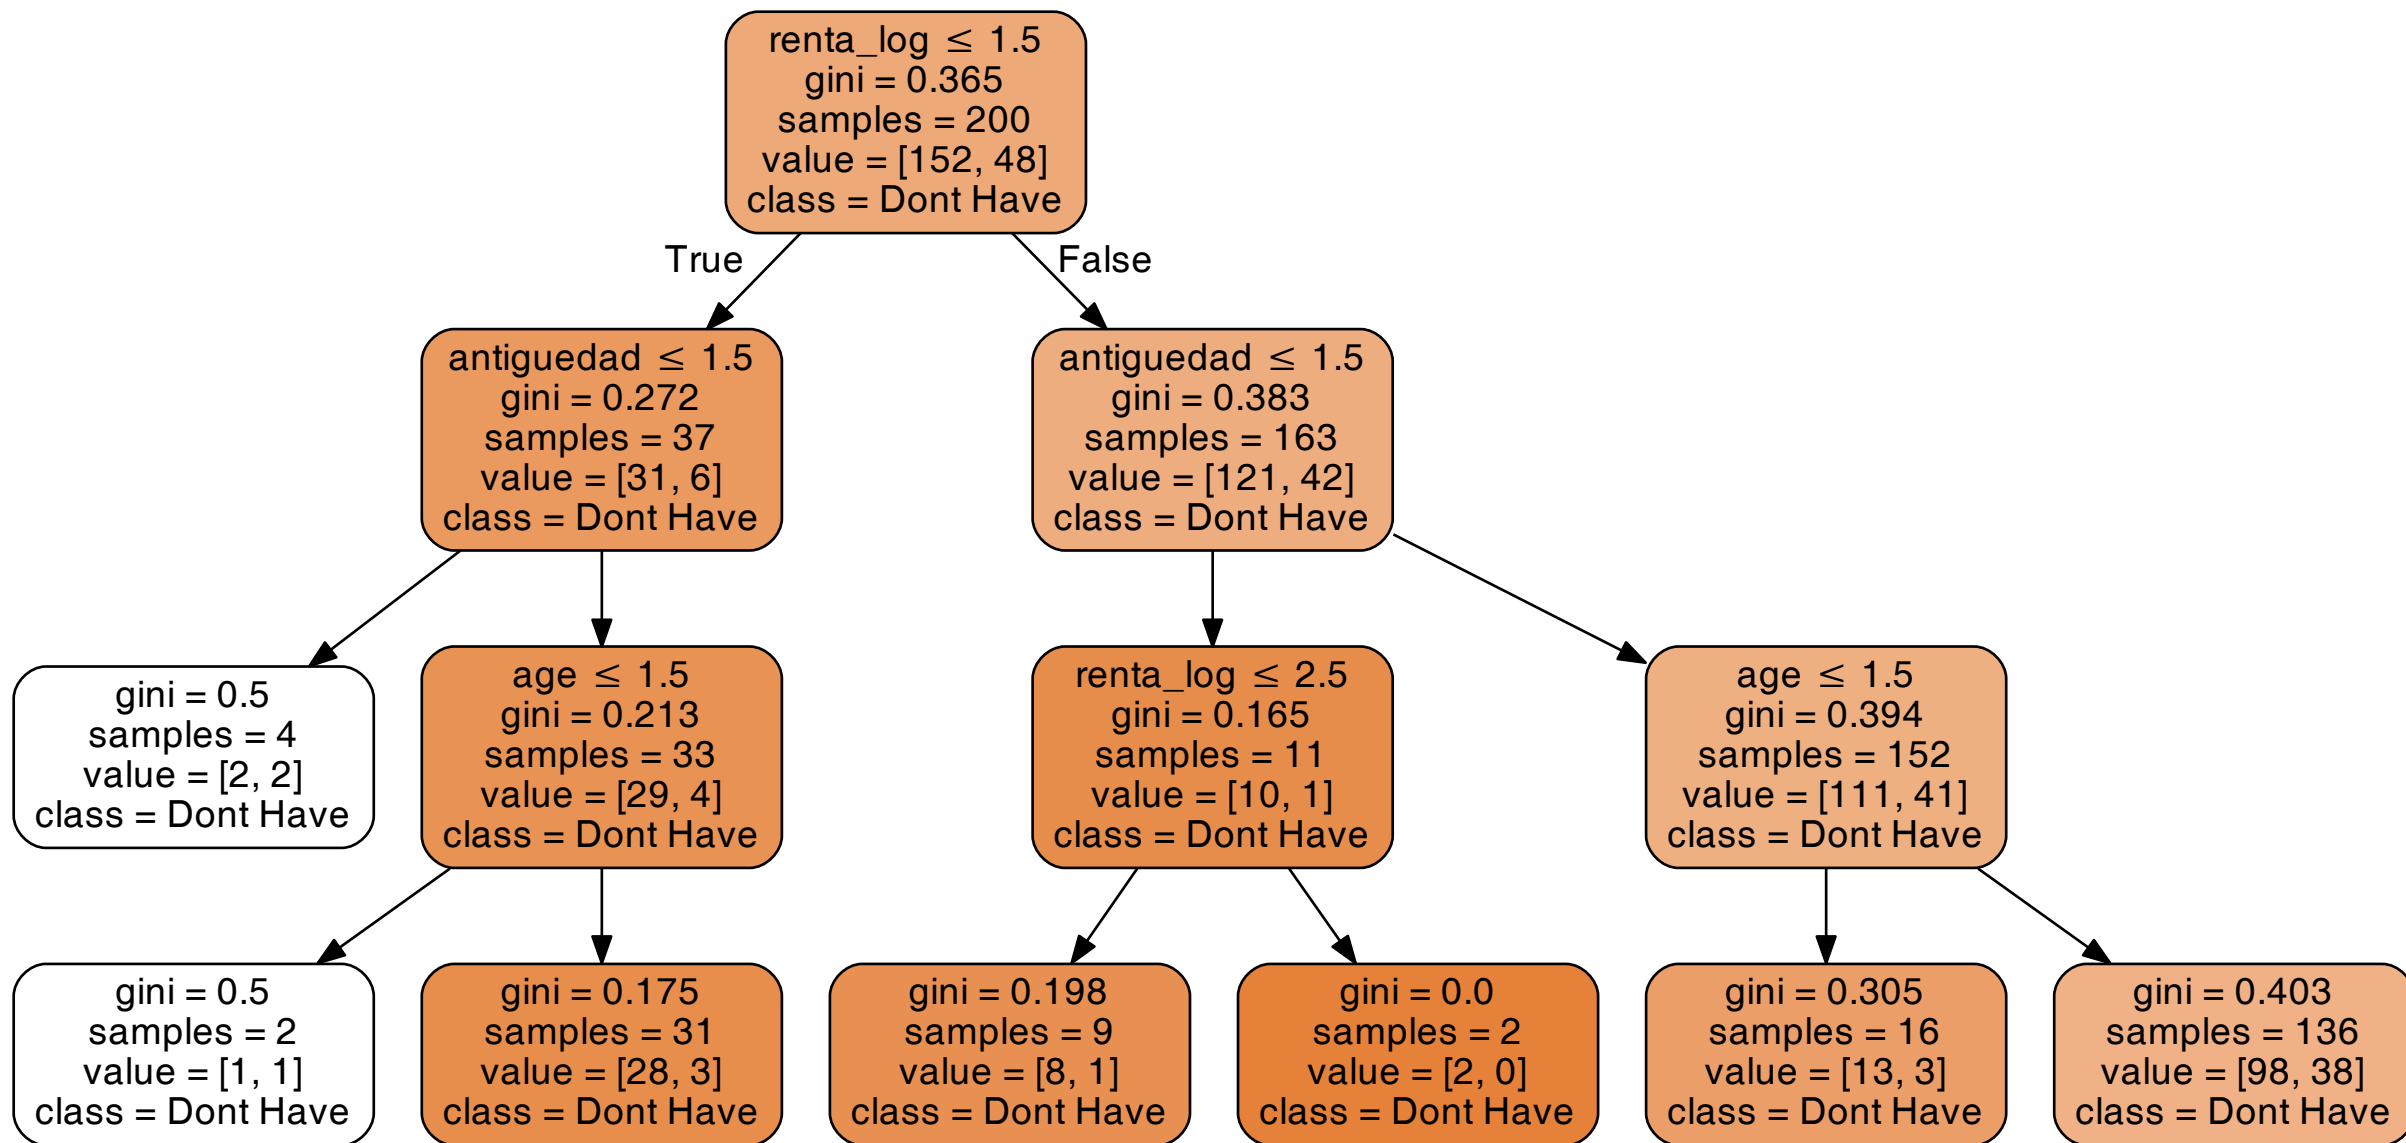 renta_log ≤ 1.5
gini = 0.365
samples = 200
value = [152, 48]
class = Dont Have
True
False
antiguedad ≤ 1.5
gini = 0.272
samples = 37
value = [31, 6]
class = Dont Have
antiguedad ≤ 1.5
gini = 0.383
samples = 163
value = [121, 42]
class = Dont Have
gini = 0.5
samples = 4
value = [2, 2]
class = Dont Have
age ≤ 1.5
gini = 0.213
samples = 33
value = [29, 4]
class = Dont Have
renta_log ≤ 2.5
gini = 0.165
samples = 11
value = [10, 1]
class = Dont Have
age ≤ 1.5
gini = 0.394
samples = 152
value = [111, 41]
class = Dont Have
gini = 0.5
samples = 2
value = [1, 1]
class = Dont Have
gini = 0.175
samples = 31
value = [28, 3]
class = Dont Have
gini = 0.198
samples = 9
value = [8, 1]
class = Dont Have
gini = 0.0
samples = 2
value = [2, 0]
class = Dont Have
gini = 0.305
samples = 16
value = [13, 3]
class = Dont Have
gini = 0.403
samples = 136
value = [98, 38]
class = Dont Have